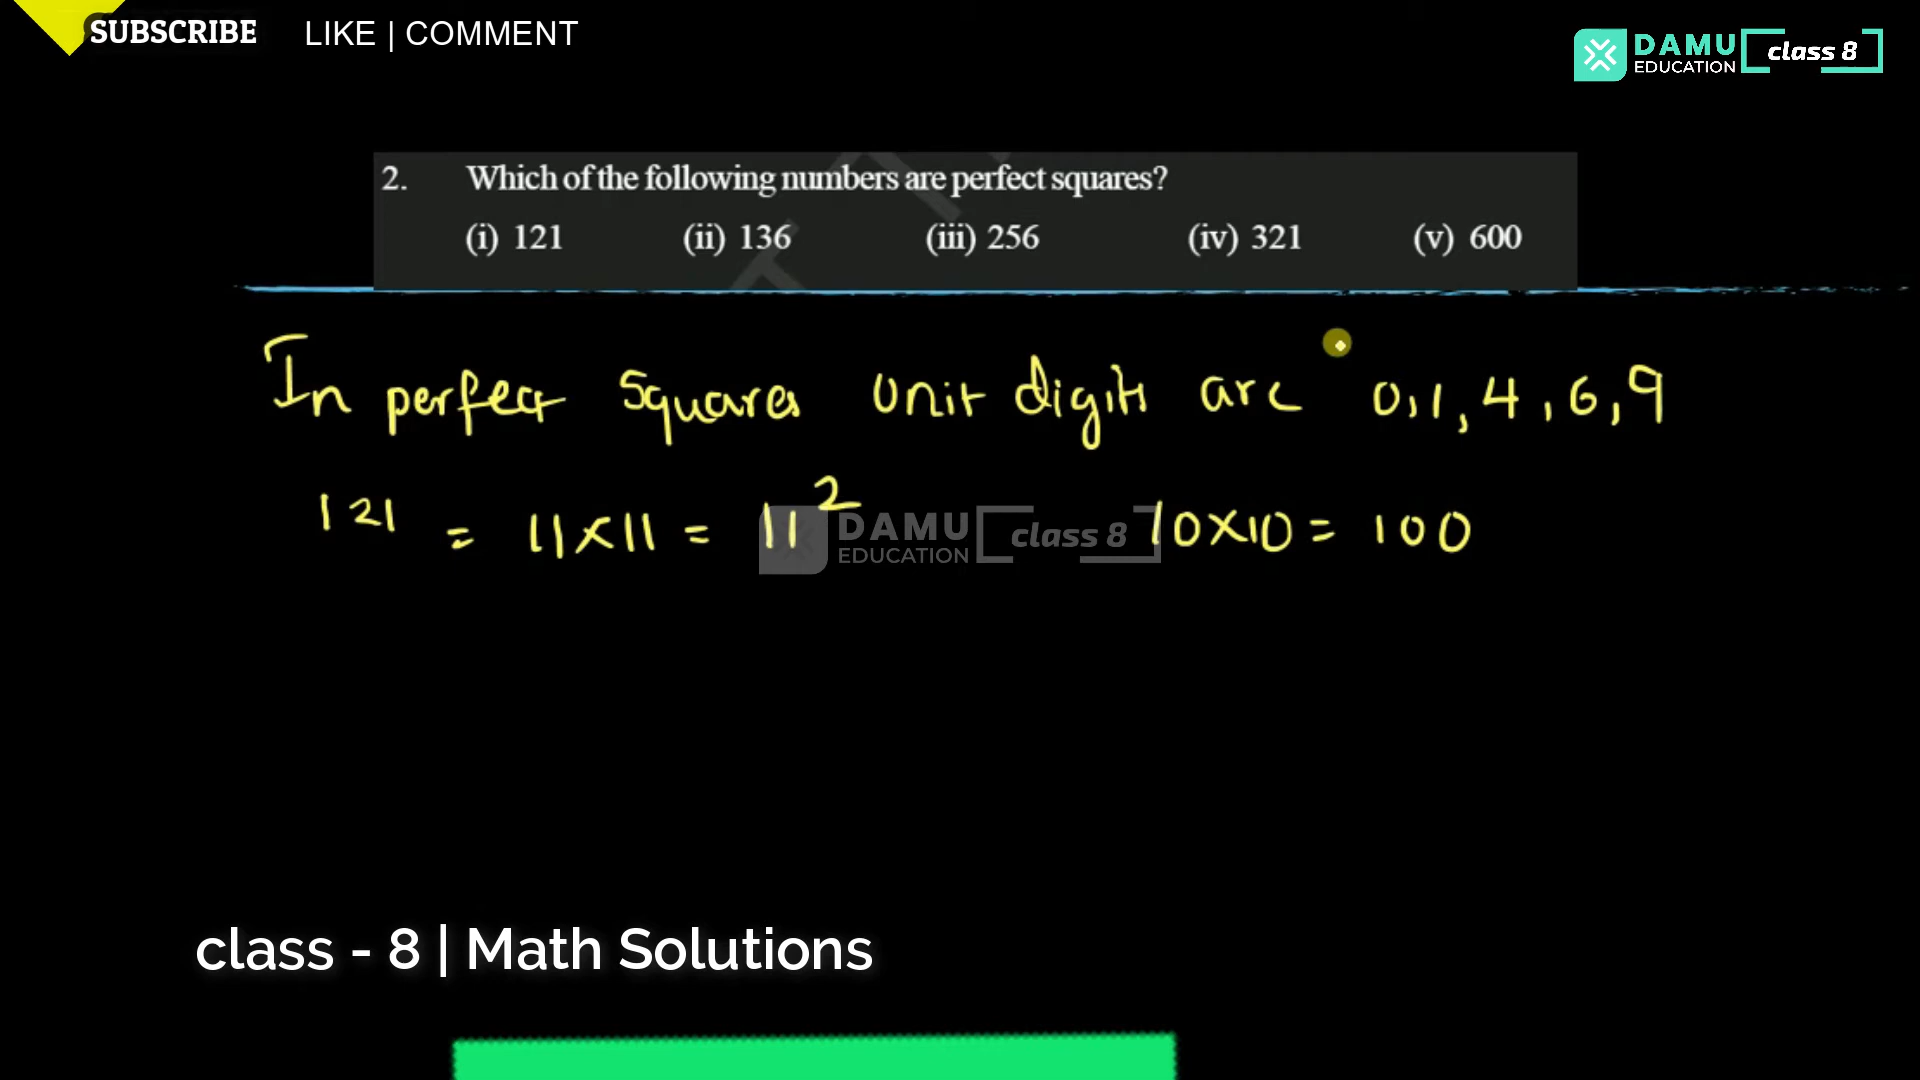 SUBSCRIBE LIKE | COMMENT
DAMU EDUCATION class 8
2. Which of the following numbers are perfect squares?
(i) 121 (ii) 136 (iii) 256 (iv) 321 (v) 600
In perfect squares unit digits are 0,1,4,6,9
121 = 11×11 = 11² 10×10 = 100
DAMU EDUCATION class 8
class - 8 | Math Solutions